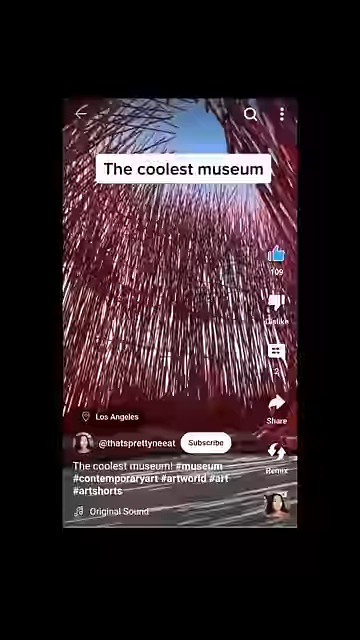 The coolest museum
109
Dislike
2
Share
Los Angeles
@thatsprettyneeat
Subscribe
Remix
The coolest museum! #museum
#contemporaryart #artworld #art
#artshorts
Original Sound